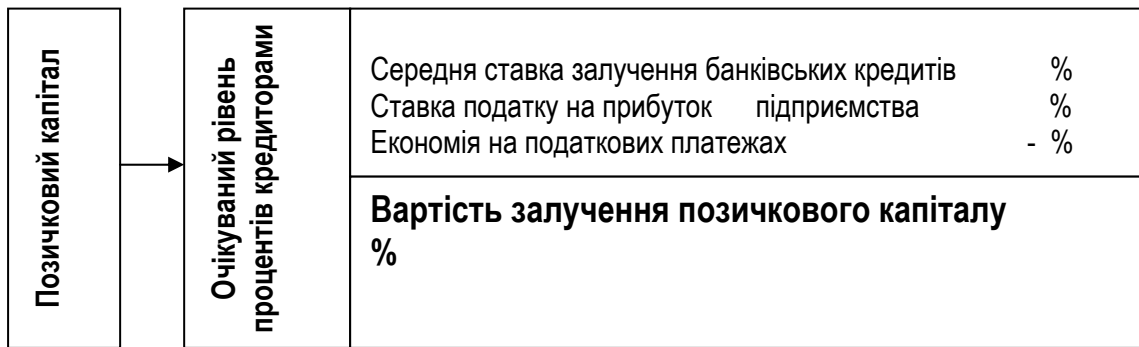 Позичковий капітал
Очікуваний рівень
процентів кредиторами
Середня ставка залучення банківських кредитів %
Ставка податку на прибуток підприємства %
Економія на податкових платежах - %
Вартість залучення позичкового капіталу
%